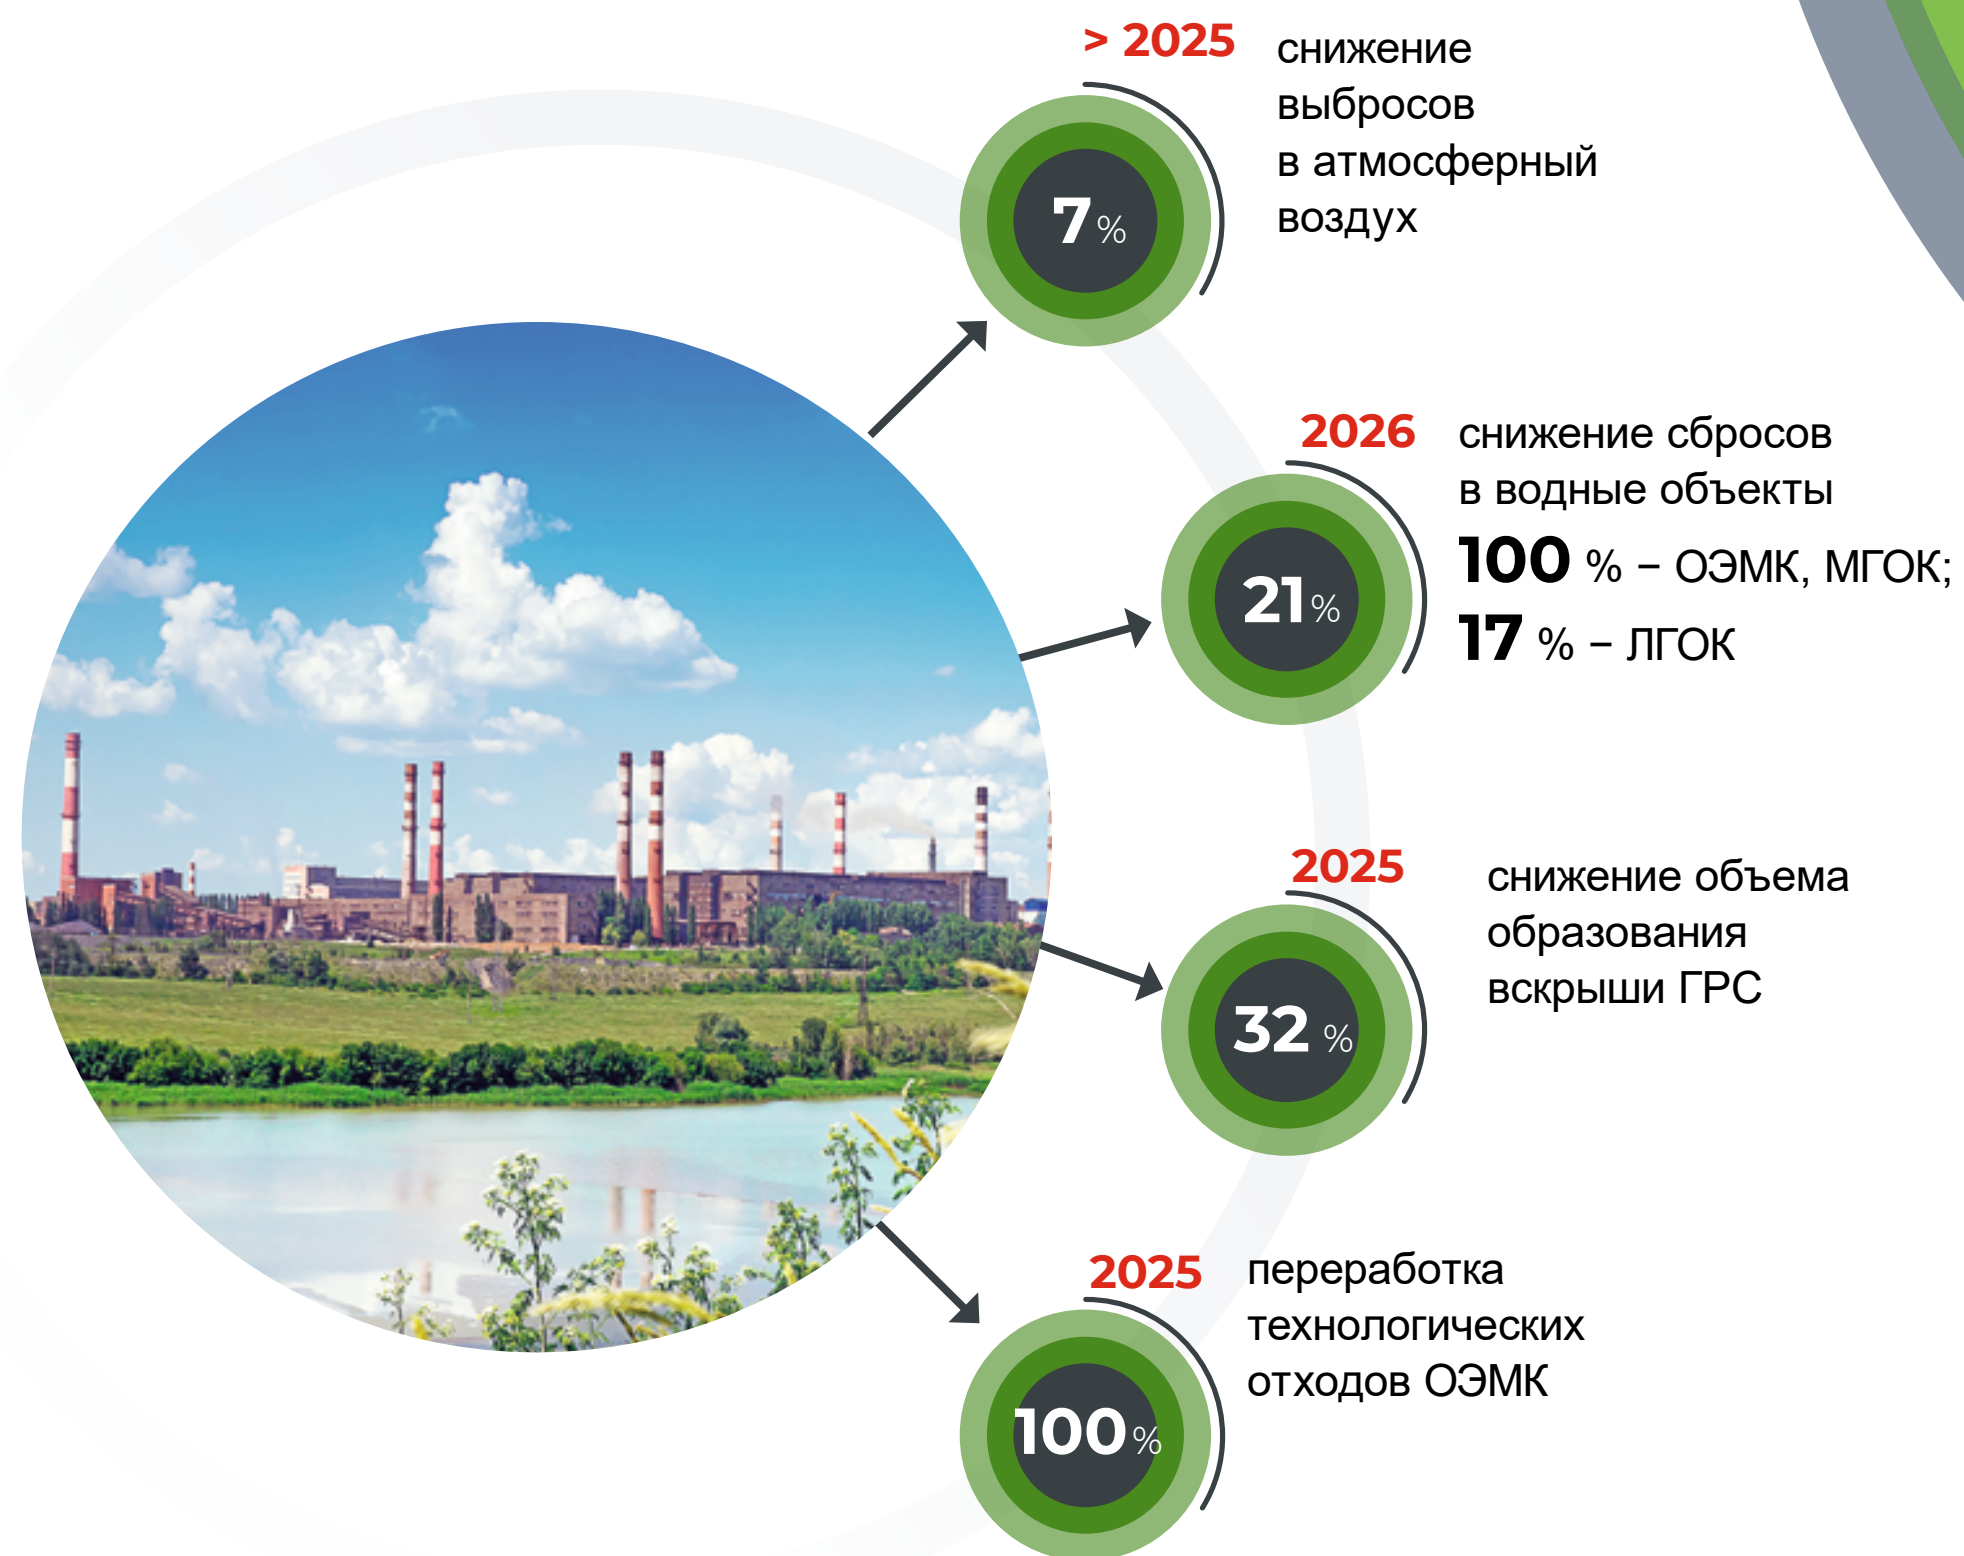 > 2025
снижение
выбросов
в атмосферный
воздух
7 %
2026
снижение сбросов
в водные объекты
100 % – ОЭМК, МГОК;
17 % – ЛГОК
21 %
2025
снижение объема
образования
вскрыши ГРС
32 %
2025
переработка
технологических
отходов ОЭМК
100 %